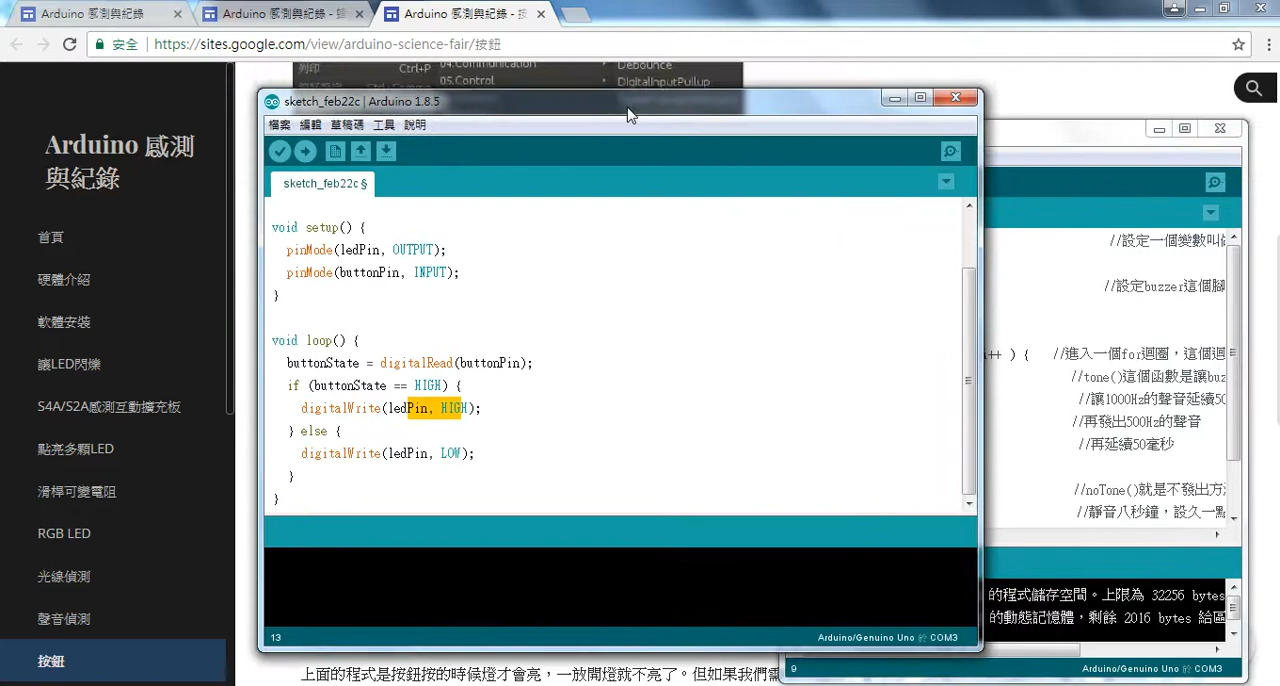 Arduino 感測與紀錄
Arduino 感測與紀錄 -
Arduino 感測與紀錄 - 按
安全
https://sites.google.com/view/arduino-science-fair/按鈕
列印 Ctrl+P
04.Communication
Debounce
Ctrl+Comma
05.Control
DigitalInputPullup
Arduino 感測
與紀錄
首頁
硬體介紹
軟體安裝
讓LED閃爍
S4A/S2A感測互動擴充板
點亮多顆LED
滑桿可變電阻
RGB LED
光線偵測
聲音偵測
按鈕
sketch_feb22c | Arduino 1.8.5
檔案 編輯 草稿碼 工具 說明
sketch_feb22c §
void setup() {
pinMode(ledPin, OUTPUT);
pinMode(buttonPin, INPUT);
}
void loop() {
buttonState = digitalRead(buttonPin);
if (buttonState == HIGH) {
digitalWrite(ledPin, HIGH);
} else {
digitalWrite(ledPin, LOW);
}
}
13
Arduino/Genuino Uno 於 COM3
//設定一個變數叫
//設定buzzer這個腳
i++ ) { //進入一個for迴圈，這個迴
//tone()這個函數是讓buz
//讓1000Hz的聲音延續50
//再發出500Hz的聲音
//再延續50毫秒
//noTone()就是不發出方
//靜音八秒鐘，設久一點
的程式儲存空間。上限為 32256 bytes
的動態記憶體，剩餘 2016 bytes 給區
9
Arduino/Genuino Uno 於 COM3
上面的程式是按鈕按的時候燈才會亮，一放開燈就不亮了。但如果我們需